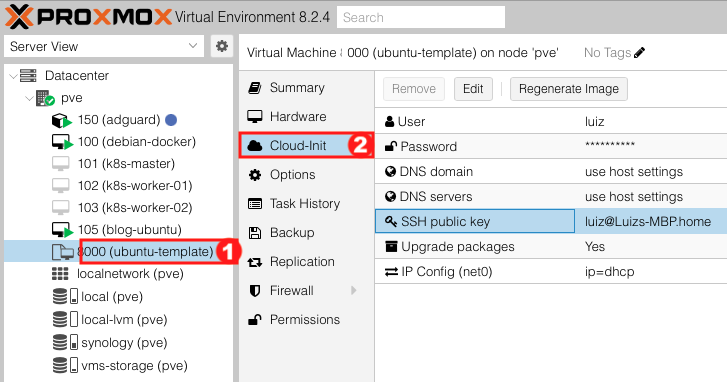 PROXMOX Virtual Environment 8.2.4
Search
Server View
Virtual Machine 8000 (ubuntu-template) on node 'pve' No Tags
Datacenter
pve
150 (adguard)
100 (debian-docker)
101 (k8s-master)
102 (k8s-worker-01)
103 (k8s-worker-02)
105 (blog-ubuntu)
8000 (ubuntu-template) 1
localnetwork (pve)
local (pve)
local-lvm (pve)
synology (pve)
vms-storage (pve)
Summary
Hardware
Cloud-Init 2
Options
Task History
Backup
Replication
Firewall
Permissions
Remove Edit Regenerate Image
User luiz
Password **********
DNS domain use host settings
DNS servers use host settings
SSH public key luiz@Luizs-MBP.home
Upgrade packages Yes
IP Config (net0) ip=dhcp